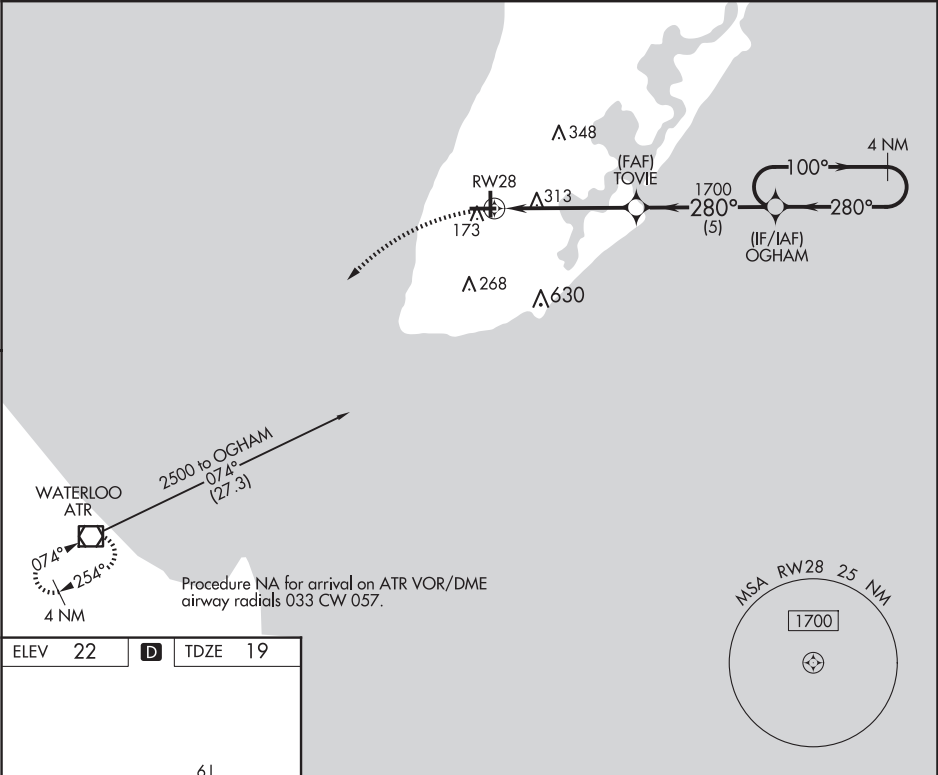 348
4 NM
(FAF)
TOVIE
100°
RW28
313
1700
280°
(5)
280°
173
(IF/IAF)
OGHAM
268
630
2500 to OGHAM
074°
(27.3)
WATERLOO
ATR
074°
254°
4 NM
Procedure NA for arrival on ATR VOR/DME
airway radials 033 CW 057.
MSA RW28 25 NM
1700
ELEV 22 D TDZE 19